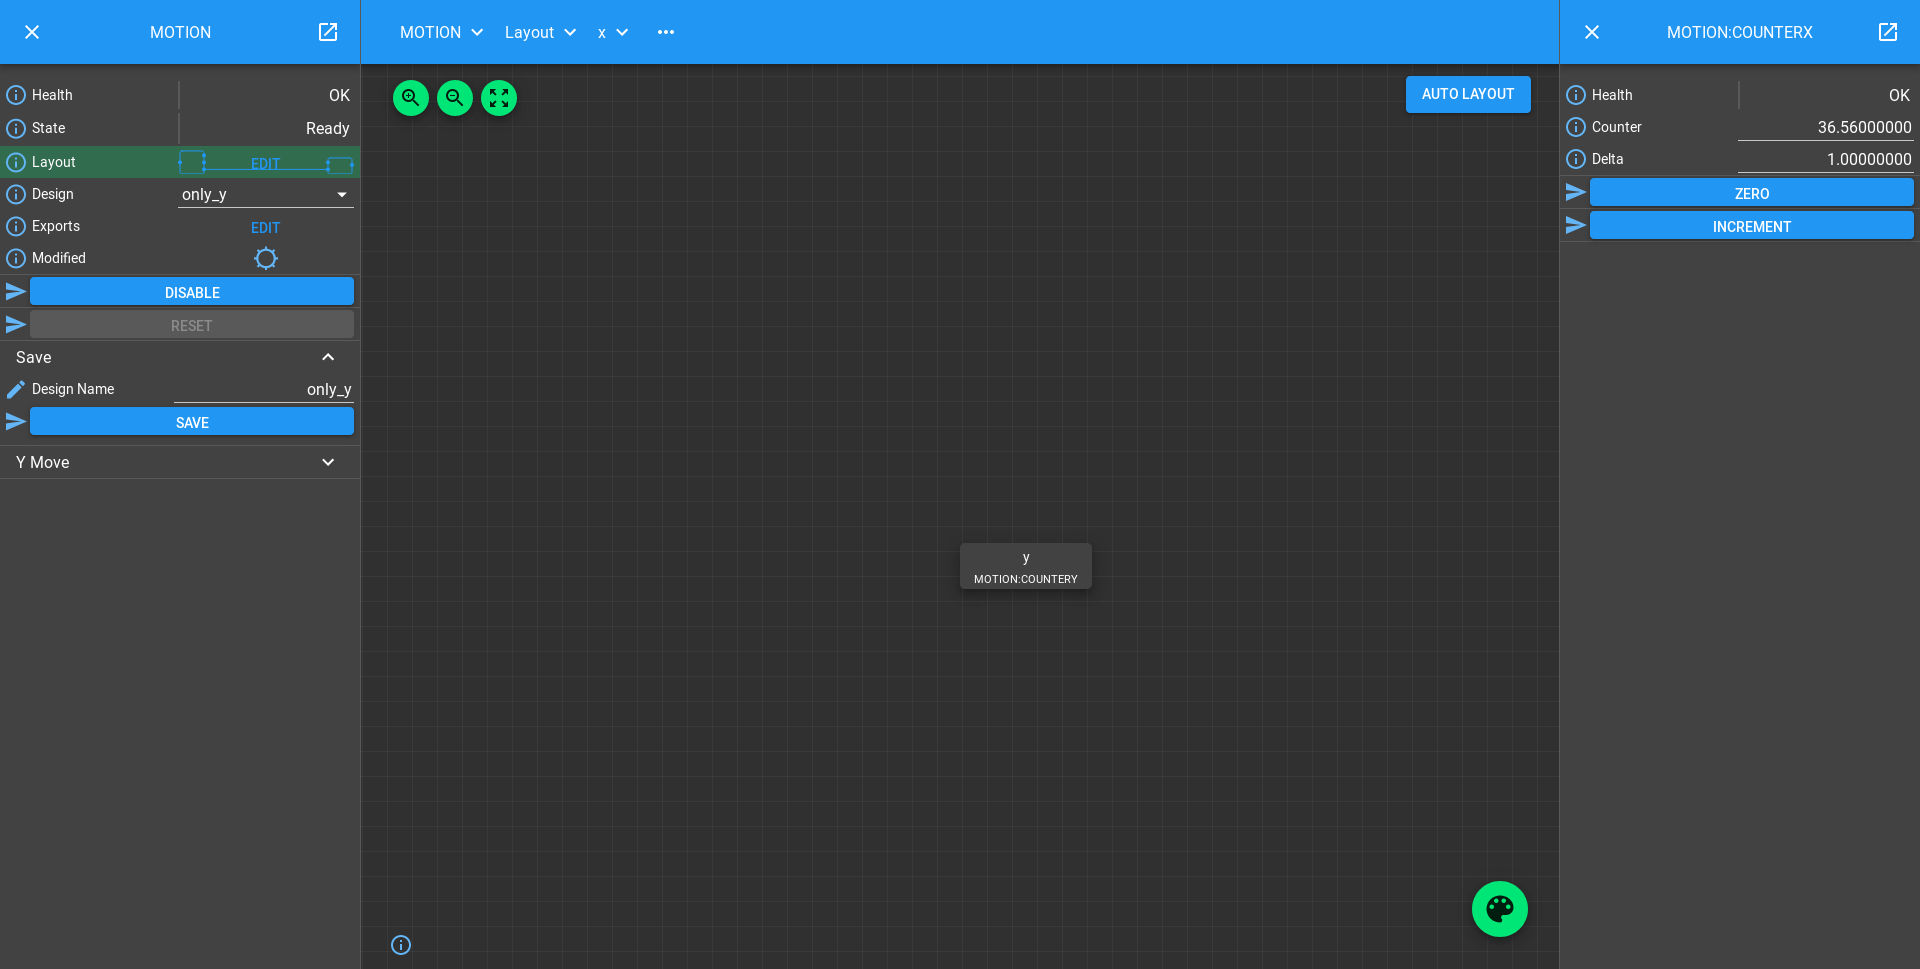 MOTION
Health OK
State Ready
Layout EDIT
Design only_y
Exports EDIT
Modified
DISABLE
RESET
Save
Design Name only_y
SAVE
Y Move
MOTION Layout x
AUTO LAYOUT
y
MOTION:COUNTERY
MOTION:COUNTERX
Health OK
Counter 36.56000000
Delta 1.00000000
ZERO
INCREMENT